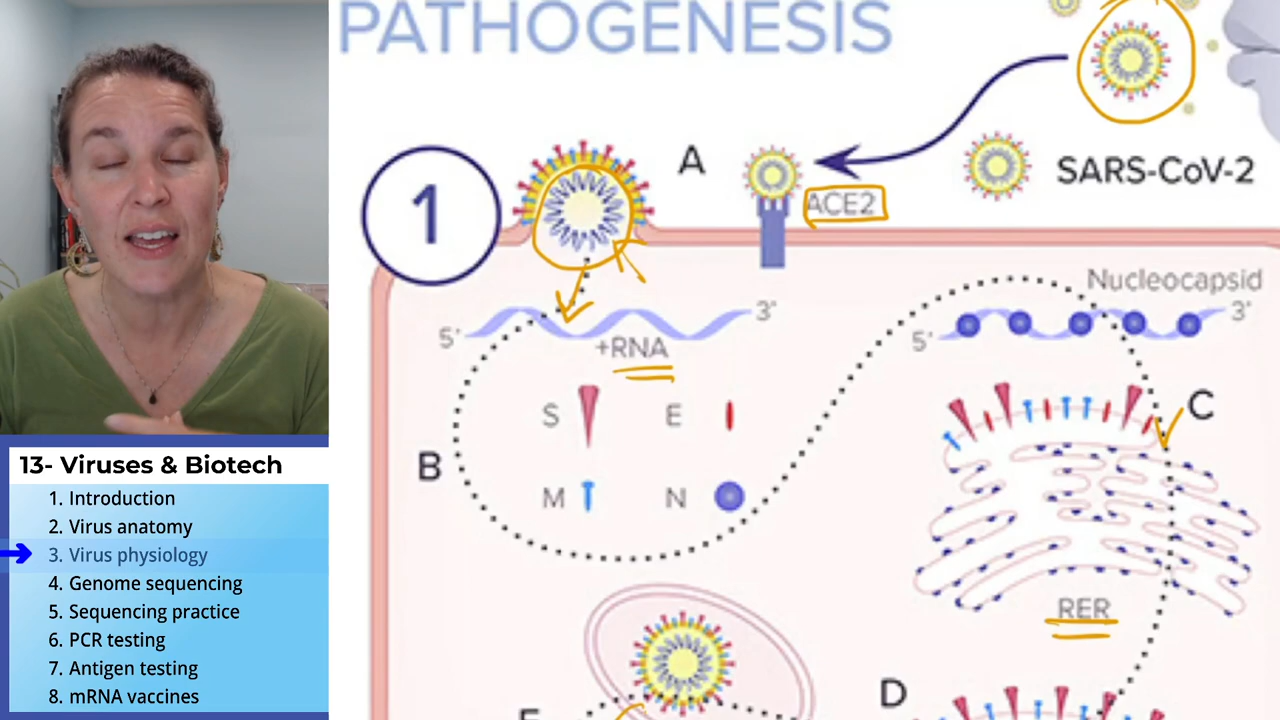 PATHOGENESIS
1
A
ACE2
SARS-CoV-2
Nucleocapsid
5'
3'
+RNA
5'
3'
S
E
M
N
B
C
RER
D
E
13- Viruses & Biotech
1. Introduction
2. Virus anatomy
3. Virus physiology
4. Genome sequencing
5. Sequencing practice
6. PCR testing
7. Antigen testing
8. mRNA vaccines